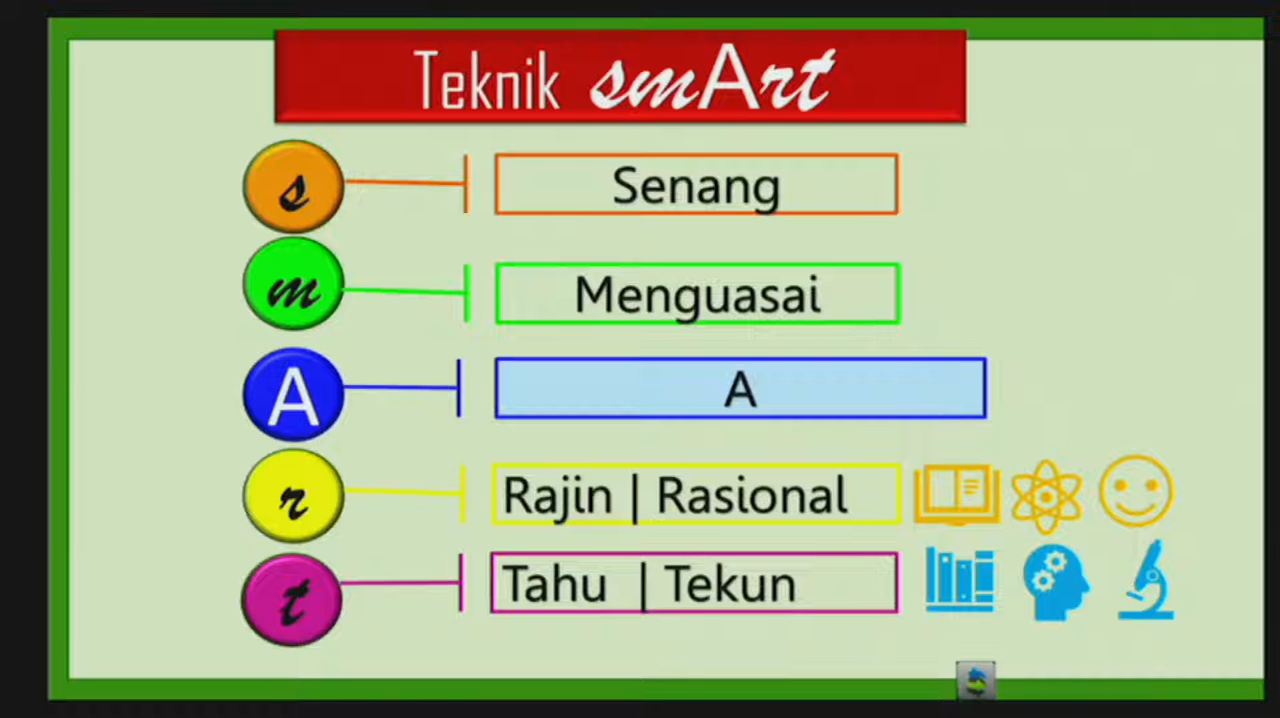 Teknik smArt
s Senang
m Menguasai
A A
r Rajin | Rasional
t Tahu | Tekun